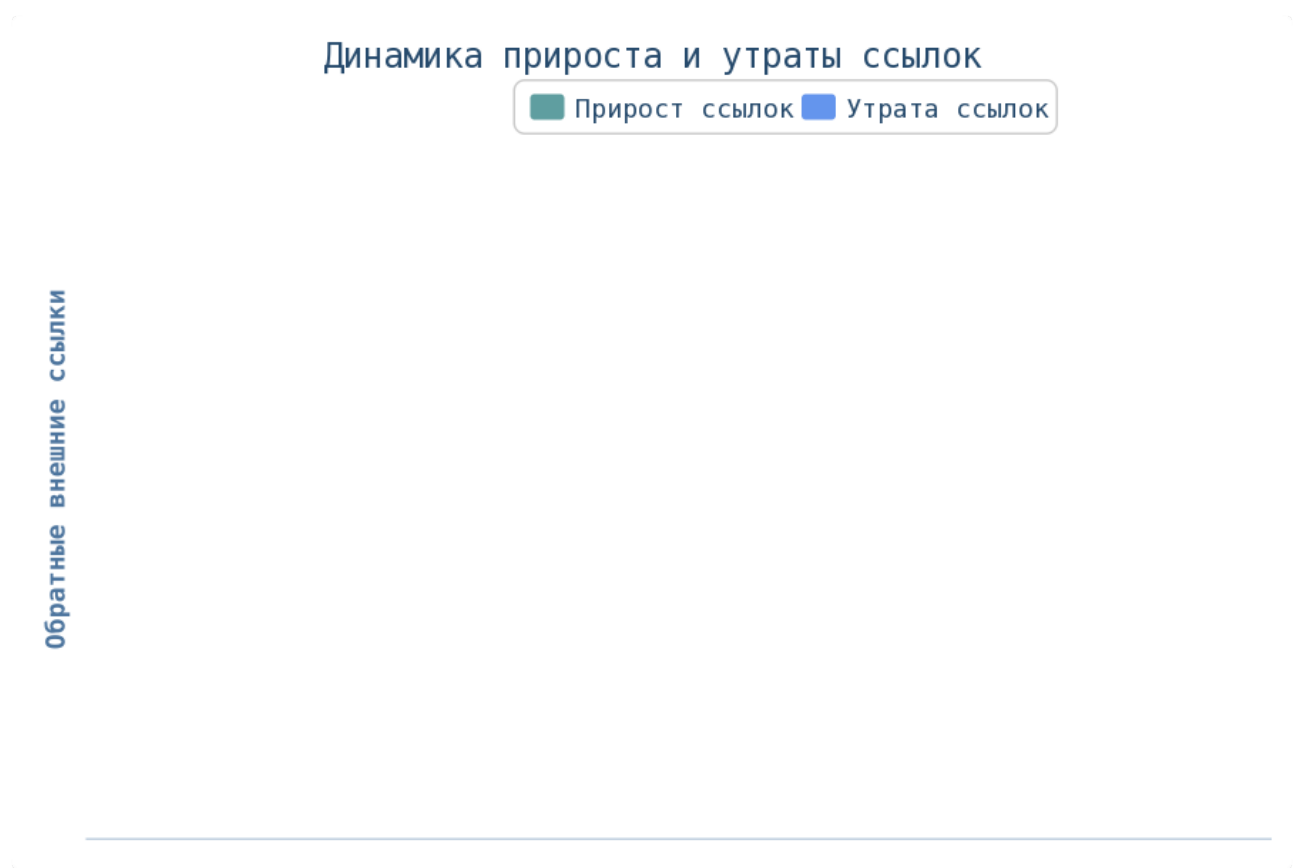 Динамика прироста и утраты ссылок
Прирост ссылок Утрата ссылок
Обратные внешние ссылки